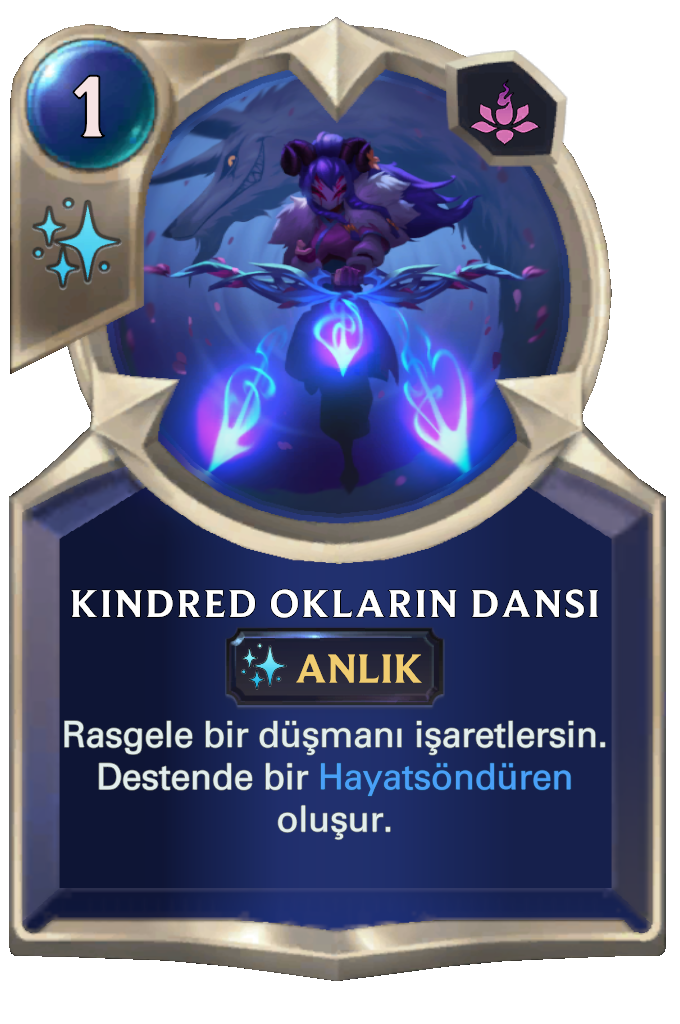 1
KINDRED OKLARIN DANSI
ANLIK
Rasgele bir düşmanı işaretlersin.
Destende bir Hayatsöndüren
oluşur.